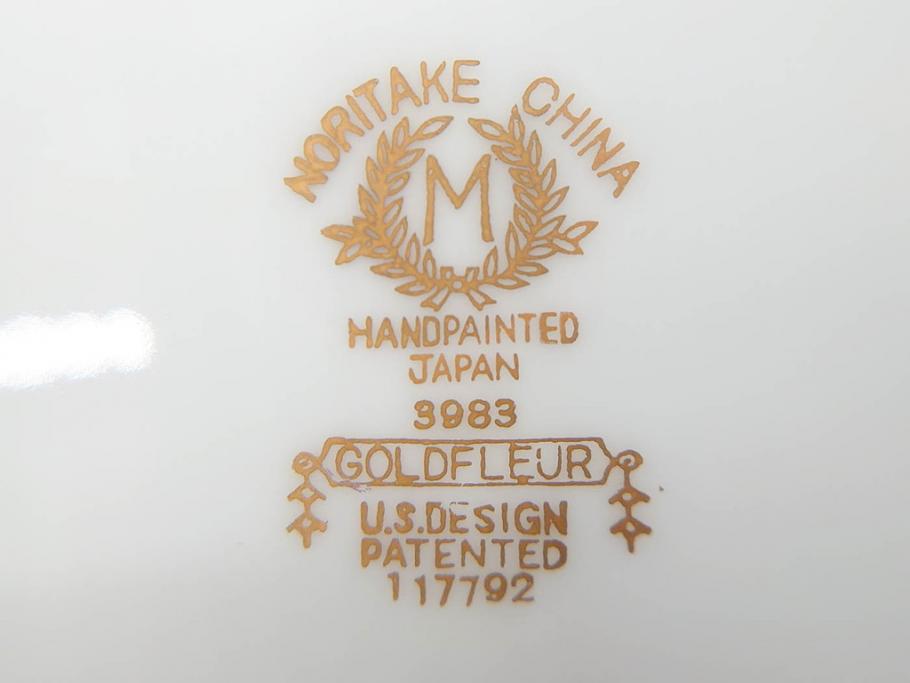 NORITAKE CHINA
M
HANDPAINTED
JAPAN
3983
GOLDFLEUR
U.S.DESIGN
PATENTED
117792